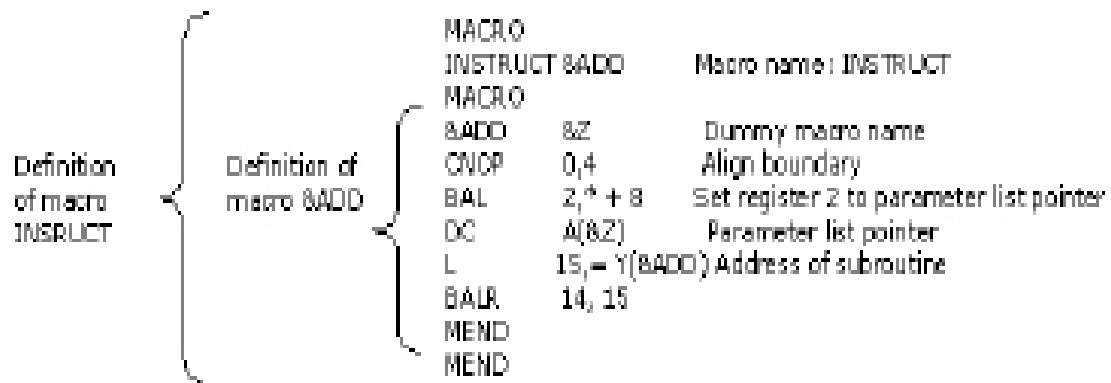 MACRO
INSTRUCT &ADD Macro name : INSTRUCT
MACRO
&ADD &Z Dummy macro name
CNOP 0,4 Align boundary
BAL 2,* + 8 Set register 2 to parameter list pointer
DC A(&Z) Parameter list pointer
L 15,= Y(&ADD) Address of subroutine
BALR 14, 15
MEND
MEND
Definition
of macro
INSRUCT
Definition of
macro &ADD